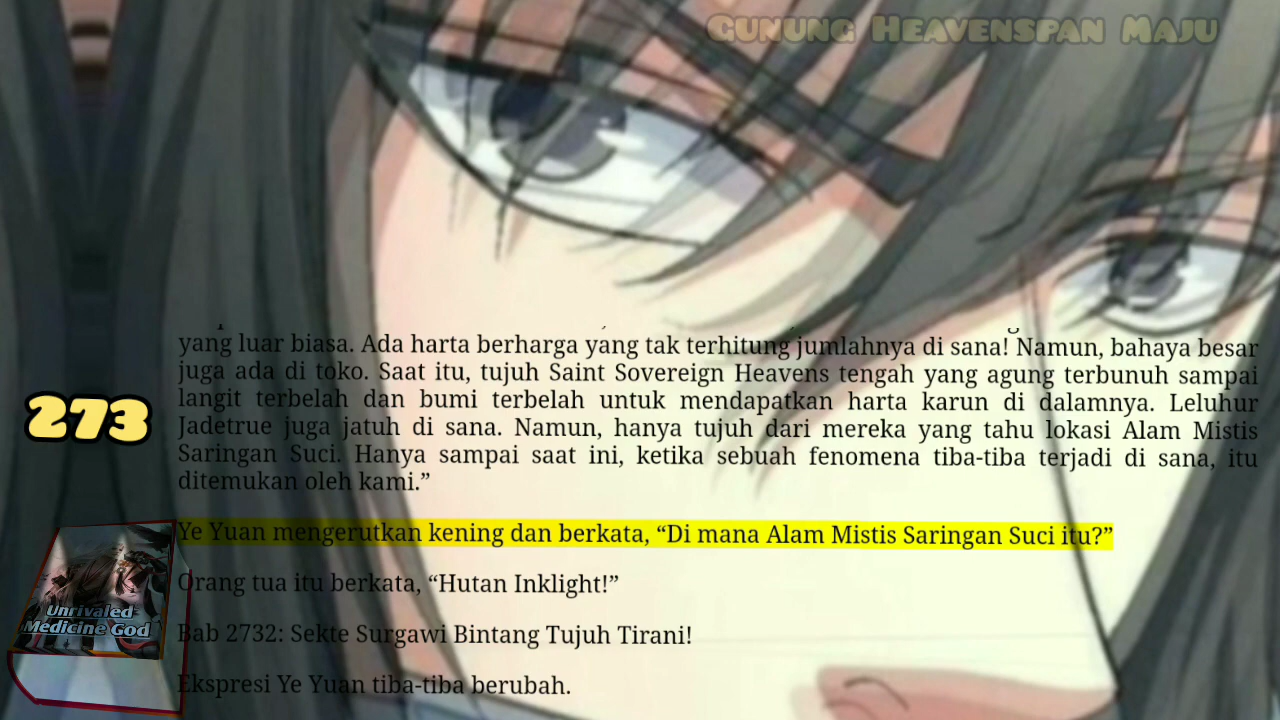 Gunung Heavenspan Maju
yang luar biasa. Ada harta berharga yang tak terhitung jumlahnya di sana! Namun, bahaya besar
juga ada di toko. Saat itu, tujuh Saint Sovereign Heavens tengah yang agung terbunuh sampai
langit terbelah dan bumi terbelah untuk mendapatkan harta karun di dalamnya. Leluhur
Jadetrue juga jatuh di sana. Namun, hanya tujuh dari mereka yang tahu lokasi Alam Mistis
Saringan Suci. Hanya sampai saat ini, ketika sebuah fenomena tiba-tiba terjadi di sana, itu
ditemukan oleh kami.”
273
Ye Yuan mengerutkan kening dan berkata, “Di mana Alam Mistis Saringan Suci itu?”
Orang tua itu berkata, “Hutan Inklight!”
Bab 2732: Sekte Surgawi Bintang Tujuh Tirani!
Ekspresi Ye Yuan tiba-tiba berubah.
Unrivaled
Medicine God